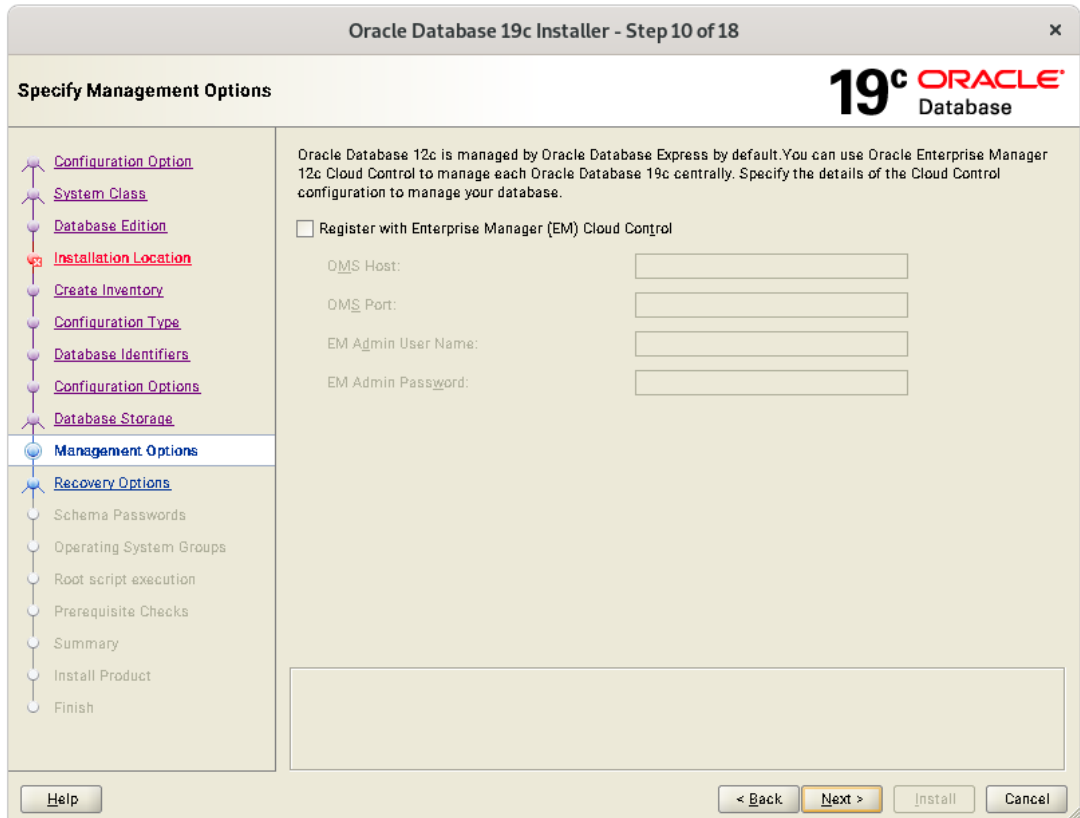 Oracle Database 19c Installer - Step 10 of 18
×
Specify Management Options
19c ORACLE
Database
Configuration Option
System Class
Database Edition
Installation Location
Create Inventory
Configuration Type
Database Identifiers
Configuration Options
Database Storage
Management Options
Recovery Options
Schema Passwords
Operating System Groups
Root script execution
Prerequisite Checks
Summary
Install Product
Finish
Oracle Database 12c is managed by Oracle Database Express by default.You can use Oracle Enterprise Manager
12c Cloud Control to manage each Oracle Database 19c centrally. Specify the details of the Cloud Control
configuration to manage your database.
Register with Enterprise Manager (EM) Cloud Control
OMS Host:
OMS Port:
EM Admin User Name:
EM Admin Password:
Help
< Back
Next >
Install
Cancel